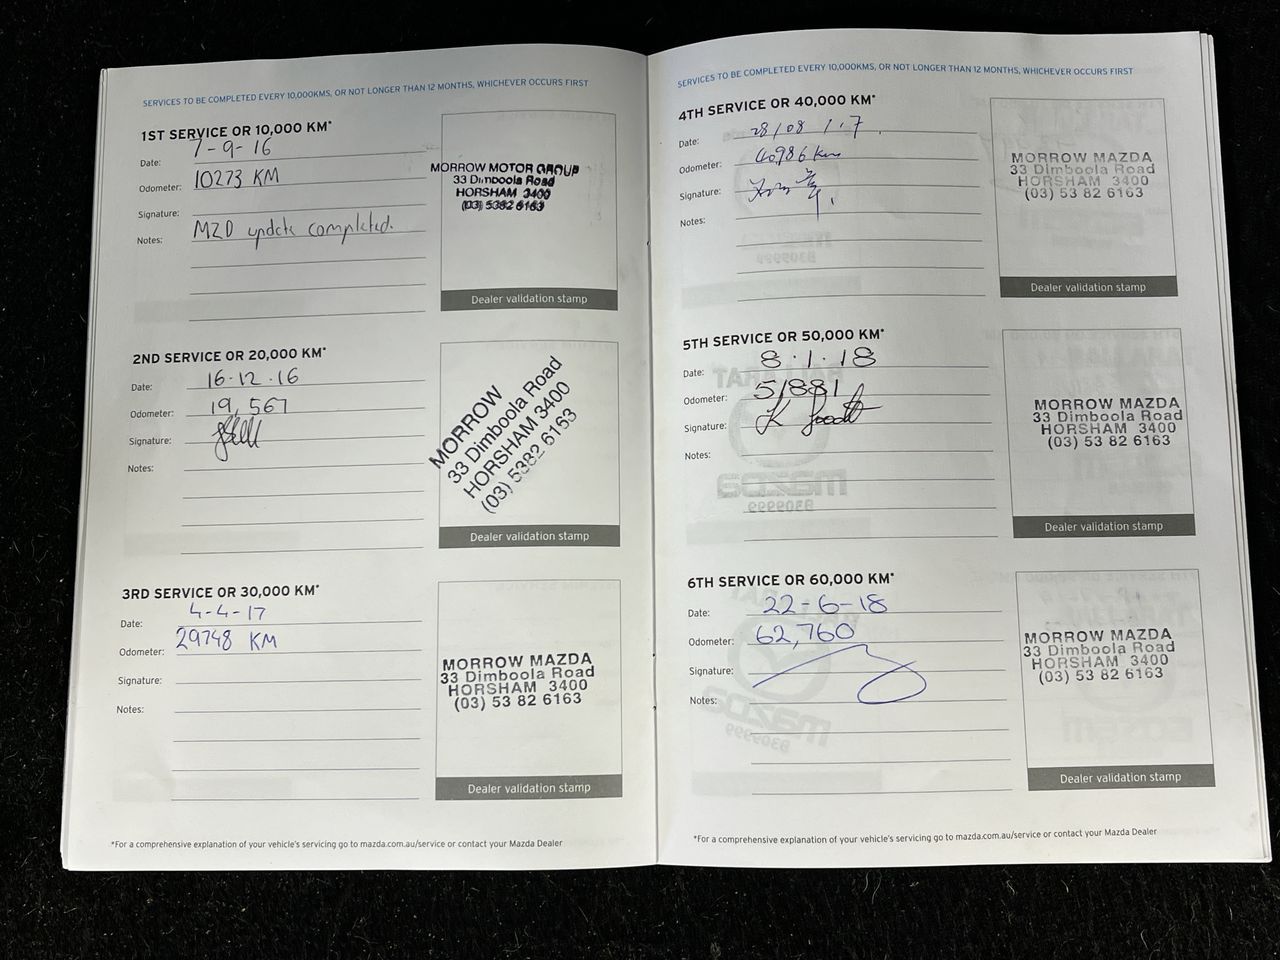 SERVICES TO BE COMPLETED EVERY 10,000KMS, OR NOT LONGER THAN 12 MONTHS, WHICHEVER OCCURS FIRST
1ST SERVICE OR 10,000 KM*
Date: 7-9-16
Odometer: 10273 KM
Signature:
Notes: MZD update completed.
MORROW MOTOR GROUP
33 Dimboola Road
HORSHAM 3400
(03) 5382 6163
Dealer validation stamp
2ND SERVICE OR 20,000 KM*
Date: 16.12.16
Odometer: 19,567
Signature:
Notes:
MORROW
33 Dimboola Road
HORSHAM 3400
(03) 5382 6163
Dealer validation stamp
3RD SERVICE OR 30,000 KM*
Date: 4-4-17
Odometer: 29748 KM
Signature:
Notes:
MORROW MAZDA
33 Dimboola Road
HORSHAM 3400
(03) 53 82 6163
Dealer validation stamp
*For a comprehensive explanation of your vehicle's servicing go to mazda.com.au/service or contact your Mazda Dealer
SERVICES TO BE COMPLETED EVERY 10,000KMS, OR NOT LONGER THAN 12 MONTHS, WHICHEVER OCCURS FIRST
4TH SERVICE OR 40,000 KM*
Date: 28/08 1.7.
Odometer: 40986 km
Signature:
Notes:
MORROW MAZDA
33 Dimboola Road
HORSHAM 3400
(03) 53 82 6163
Dealer validation stamp
5TH SERVICE OR 50,000 KM*
Date: 8.1.18
Odometer: 51881
Signature:
Notes:
MORROW MAZDA
33 Dimboola Road
HORSHAM 3400
(03) 53 82 6163
Dealer validation stamp
6TH SERVICE OR 60,000 KM*
Date: 22-6-18
Odometer: 62,760
Signature:
Notes:
MORROW MAZDA
33 Dimboola Road
HORSHAM 3400
(03) 53 82 6163
Dealer validation stamp
*For a comprehensive explanation of your vehicle's servicing go to mazda.com.au/service or contact your Mazda Dealer